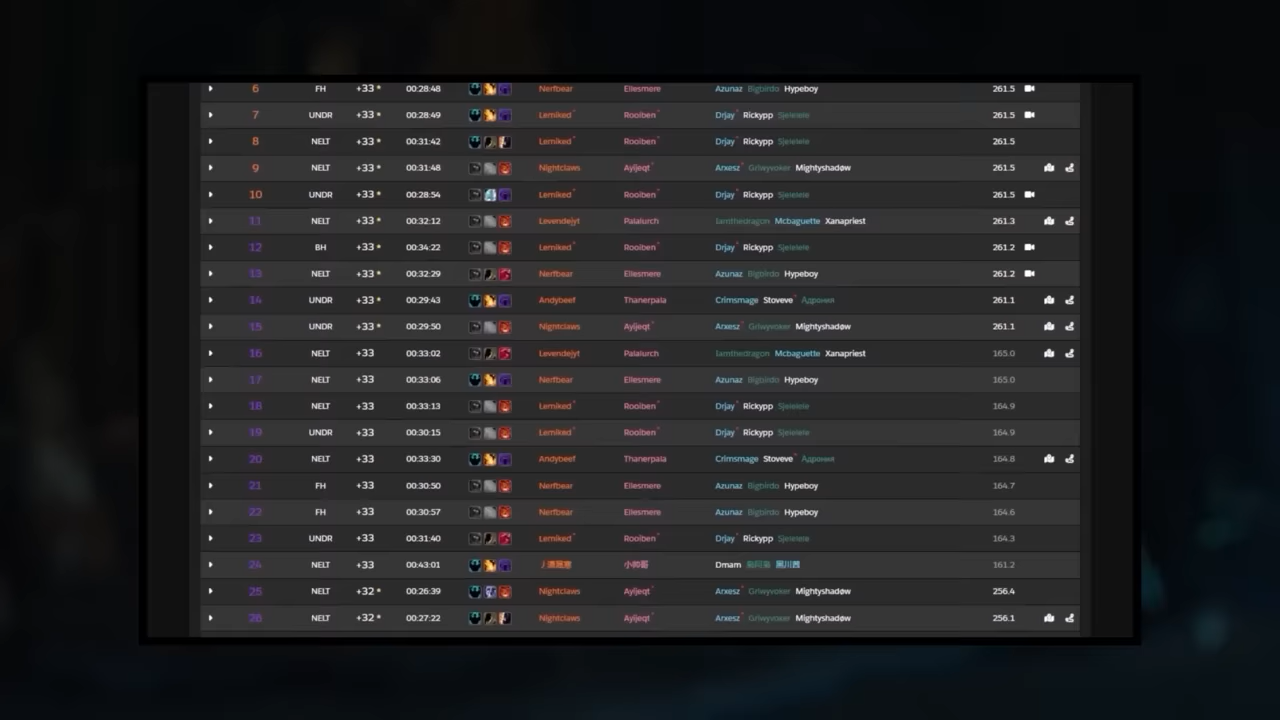 6 FH +33 * 00:28:48 Nerfbear Ellesmere Azunaz Bigbirdo Hypeboy 261.5
7 UNDR +33 * 00:28:49 Lemiked* Rooiben* Drjay* Rickypp Sjelelele 261.5
8 NELT +33 * 00:31:42 Lemiked* Rooiben* Drjay* Rickypp Sjelelele 261.5
9 NELT +33 * 00:31:48 Nightclaws Ayijeqt* Arxesz* Griwyvoker Mightyshadøw 261.5
10 UNDR +33 * 00:28:54 Lemiked* Rooiben* Drjay* Rickypp Sjelelele 261.5
11 NELT +33 * 00:32:12 Levendejyt Palalurch Iamthedragon Mcbaguette Xanapriest 261.3
12 BH +33 * 00:34:22 Lemiked* Rooiben* Drjay* Rickypp Sjelelele 261.2
13 NELT +33 * 00:32:29 Nerfbear Ellesmere Azunaz Bigbirdo Hypeboy 261.2
14 UNDR +33 * 00:29:43 Andybeef Thanerpala Crimsmage Stoveve* Адрония 261.1
15 UNDR +33 * 00:29:50 Nightclaws Ayijeqt* Arxesz* Griwyvoker Mightyshadøw 261.1
16 NELT +33 00:33:02 Levendejyt Palalurch Iamthedragon Mcbaguette Xanapriest 165.0
17 NELT +33 00:33:06 Nerfbear Ellesmere Azunaz Bigbirdo Hypeboy 165.0
18 NELT +33 00:33:13 Lemiked* Rooiben* Drjay* Rickypp Sjelelele 164.9
19 UNDR +33 00:30:15 Lemiked* Rooiben* Drjay* Rickypp Sjelelele 164.9
20 NELT +33 00:33:30 Andybeef Thanerpala Crimsmage Stoveve* Адрония 164.8
21 FH +33 00:30:50 Nerfbear Ellesmere Azunaz Bigbirdo Hypeboy 164.7
22 FH +33 00:30:57 Nerfbear Ellesmere Azunaz Bigbirdo Hypeboy 164.6
23 UNDR +33 00:31:40 Lemiked* Rooiben* Drjay* Rickypp Sjelelele 164.3
24 NELT +33 00:43:01 小帅哥 Dmam 黑川茜 161.2
25 NELT +32 * 00:26:39 Nightclaws Ayijeqt* Arxesz* Griwyvoker Mightyshadøw 256.4
26 NELT +32 * 00:27:22 Nightclaws Ayijeqt* Arxesz* Griwyvoker Mightyshadøw 256.1